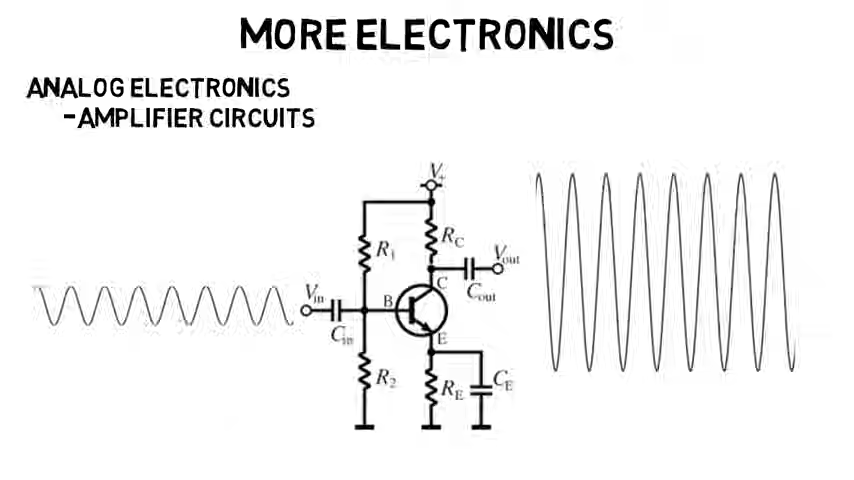 MORE ELECTRONICS
ANALOG ELECTRONICS
-AMPLIFIER CIRCUITS
V+
R1
RC
Vout
C
Cout
Vin
B
Cin
E
R2
RE
CE